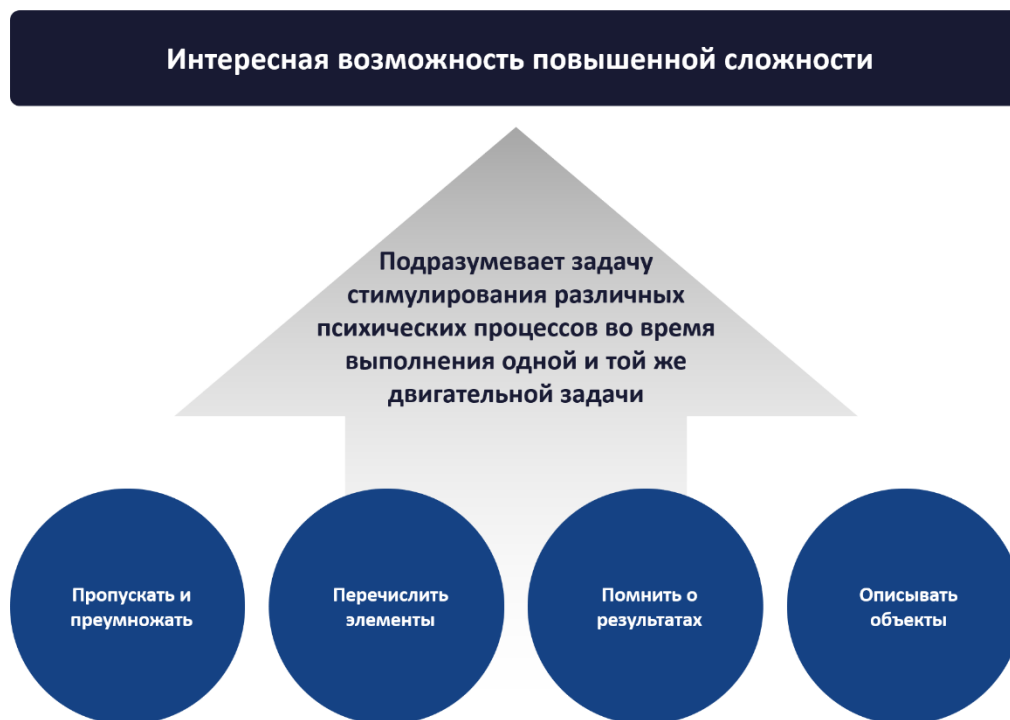 Интересная возможность повышенной сложности
Подразумевает задачу
стимулирования различных
психических процессов во время
выполнения одной и той же
двигательной задачи
Пропускать и
преумножать
Перечислить
элементы
Помнить о
результатах
Описывать
объекты